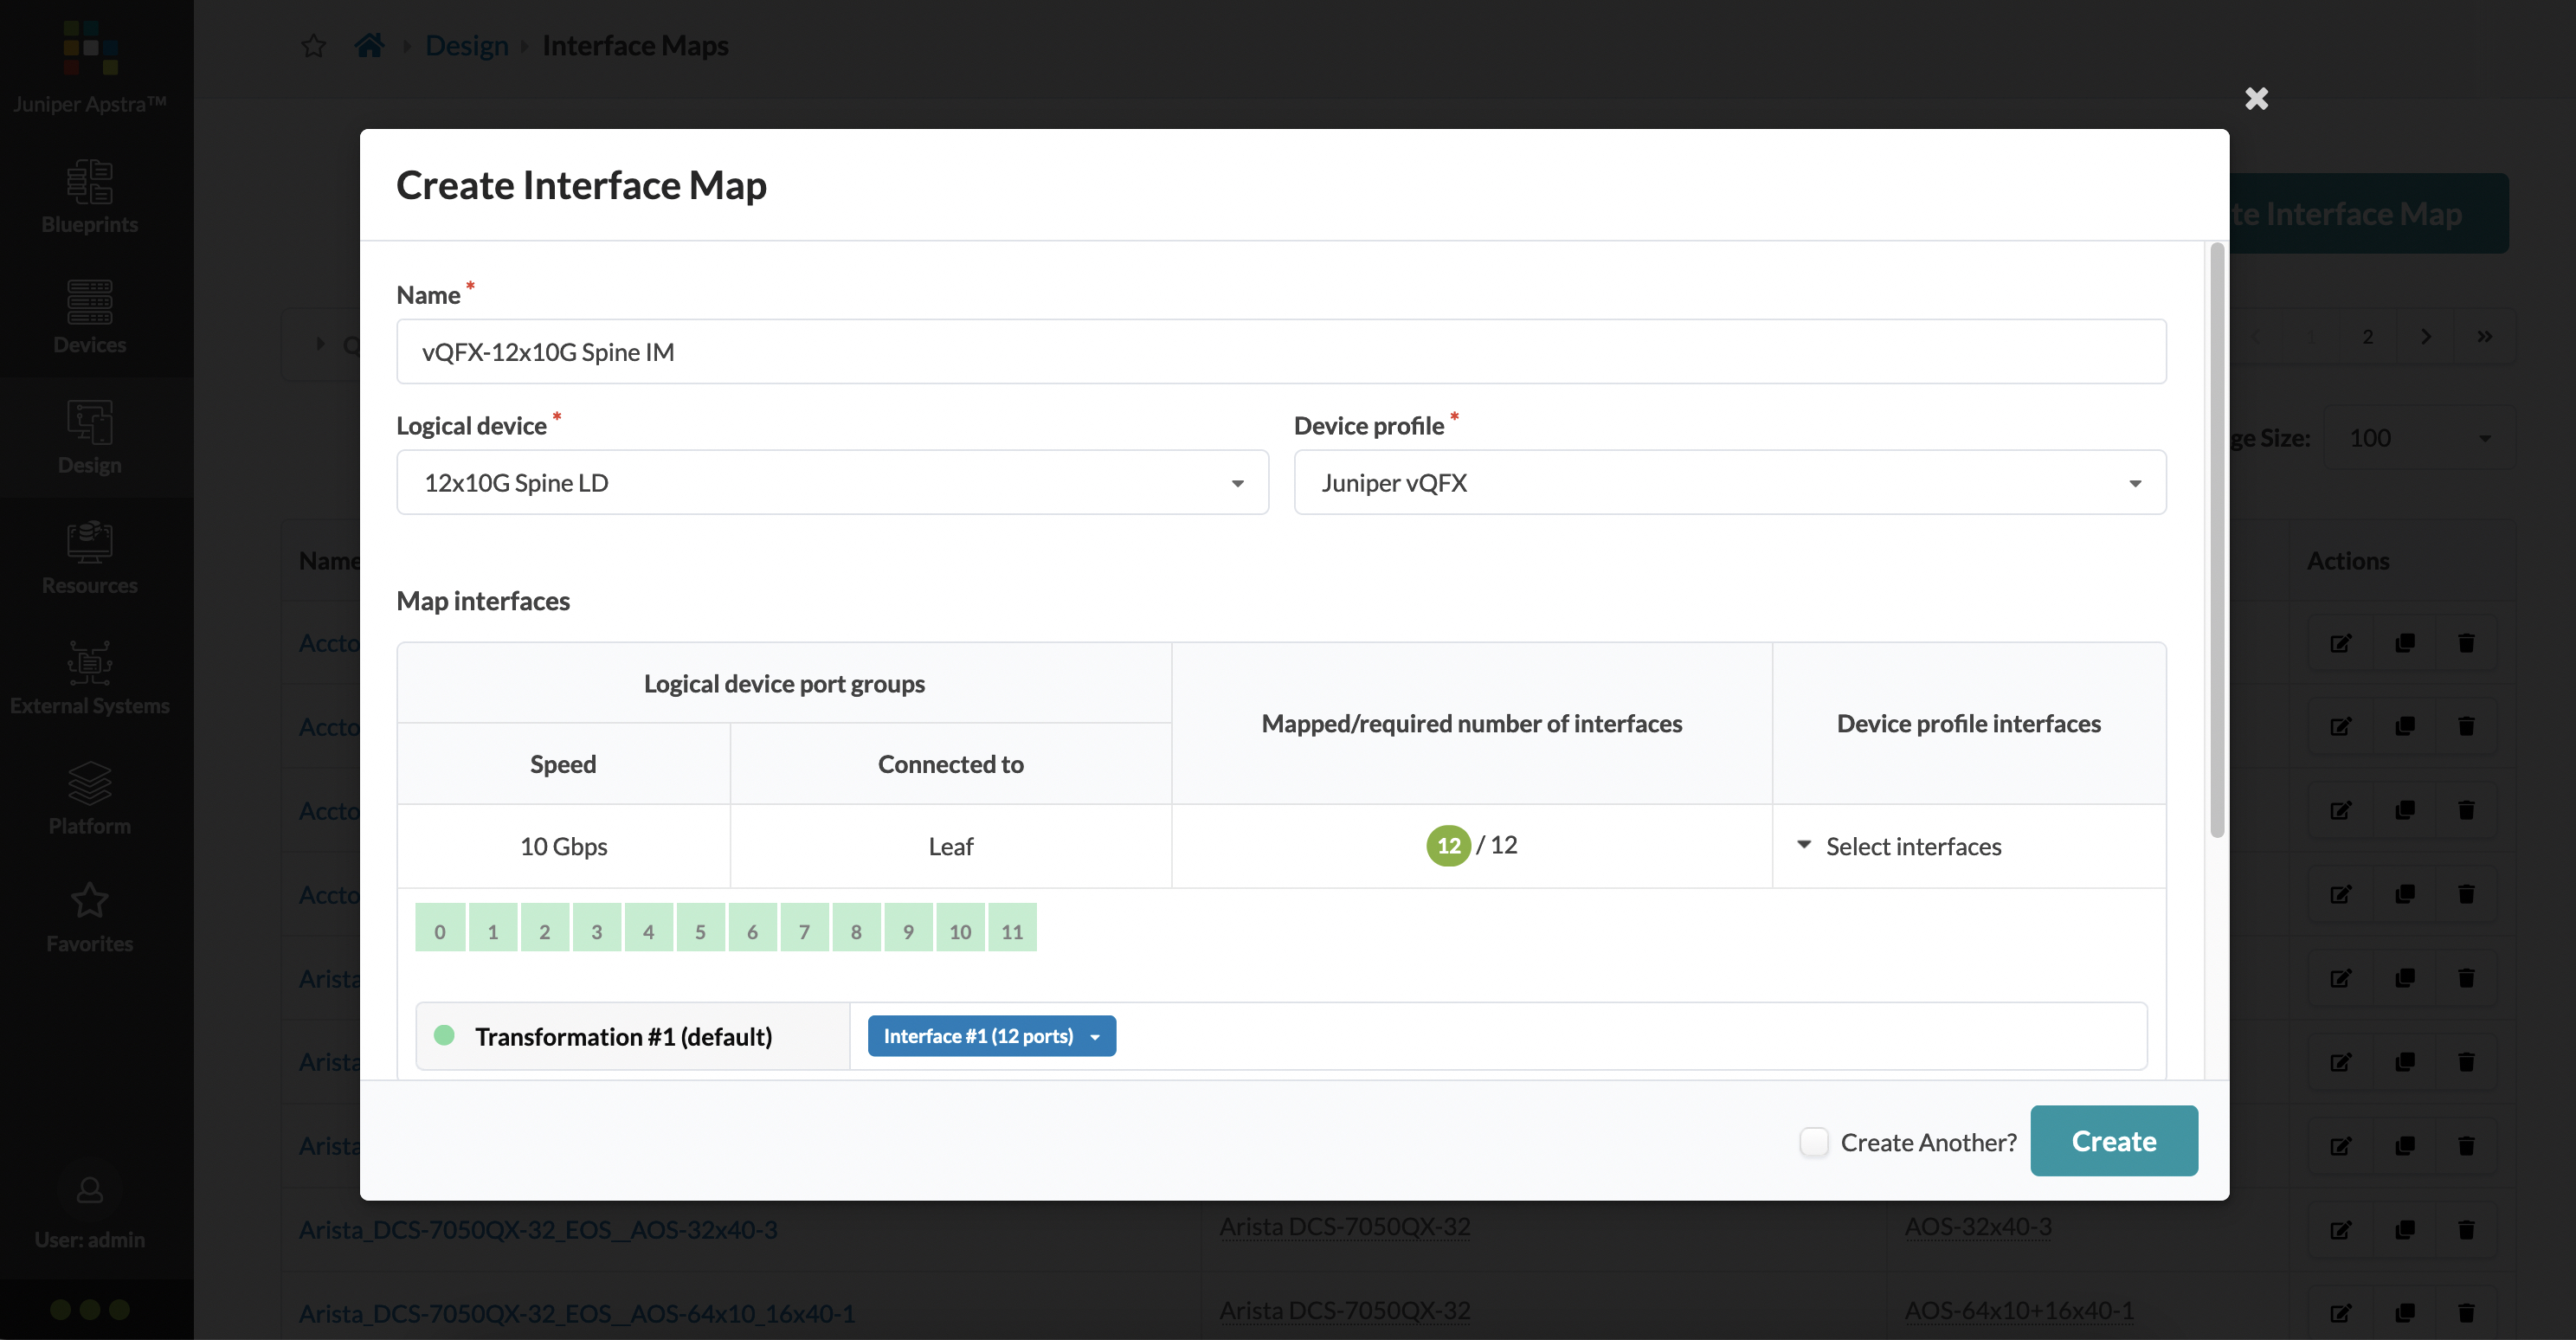 Juniper Apstra™
Design
Interface Maps
Blueprints
Devices
Design
Resources
External Systems
Platform
Favorites
User: admin
te Interface Map
Q
2
ge Size: 100
Name
Actions
Create Interface Map
Name *
vQFX-12x10G Spine IM
Logical device *
Device profile *
12x10G Spine LD
Juniper vQFX
Map interfaces
Logical device port groups
Mapped/required number of interfaces
Device profile interfaces
Speed
Connected to
10 Gbps
Leaf
12 / 12
Select interfaces
0 1 2 3 4 5 6 7 8 9 10 11
Transformation #1 (default)
Interface #1 (12 ports)
Create Another?
Create
Accto
Accto
Accto
Accto
Arista
Arista
Arista
Arista_DCS-7050QX-32_EOS__AOS-32x40-3
Arista DCS-7050QX-32
AOS-32x40-3
Arista_DCS-7050QX-32_EOS__AOS-64x10_16x40-1
Arista DCS-7050QX-32
AOS-64x10+16x40-1